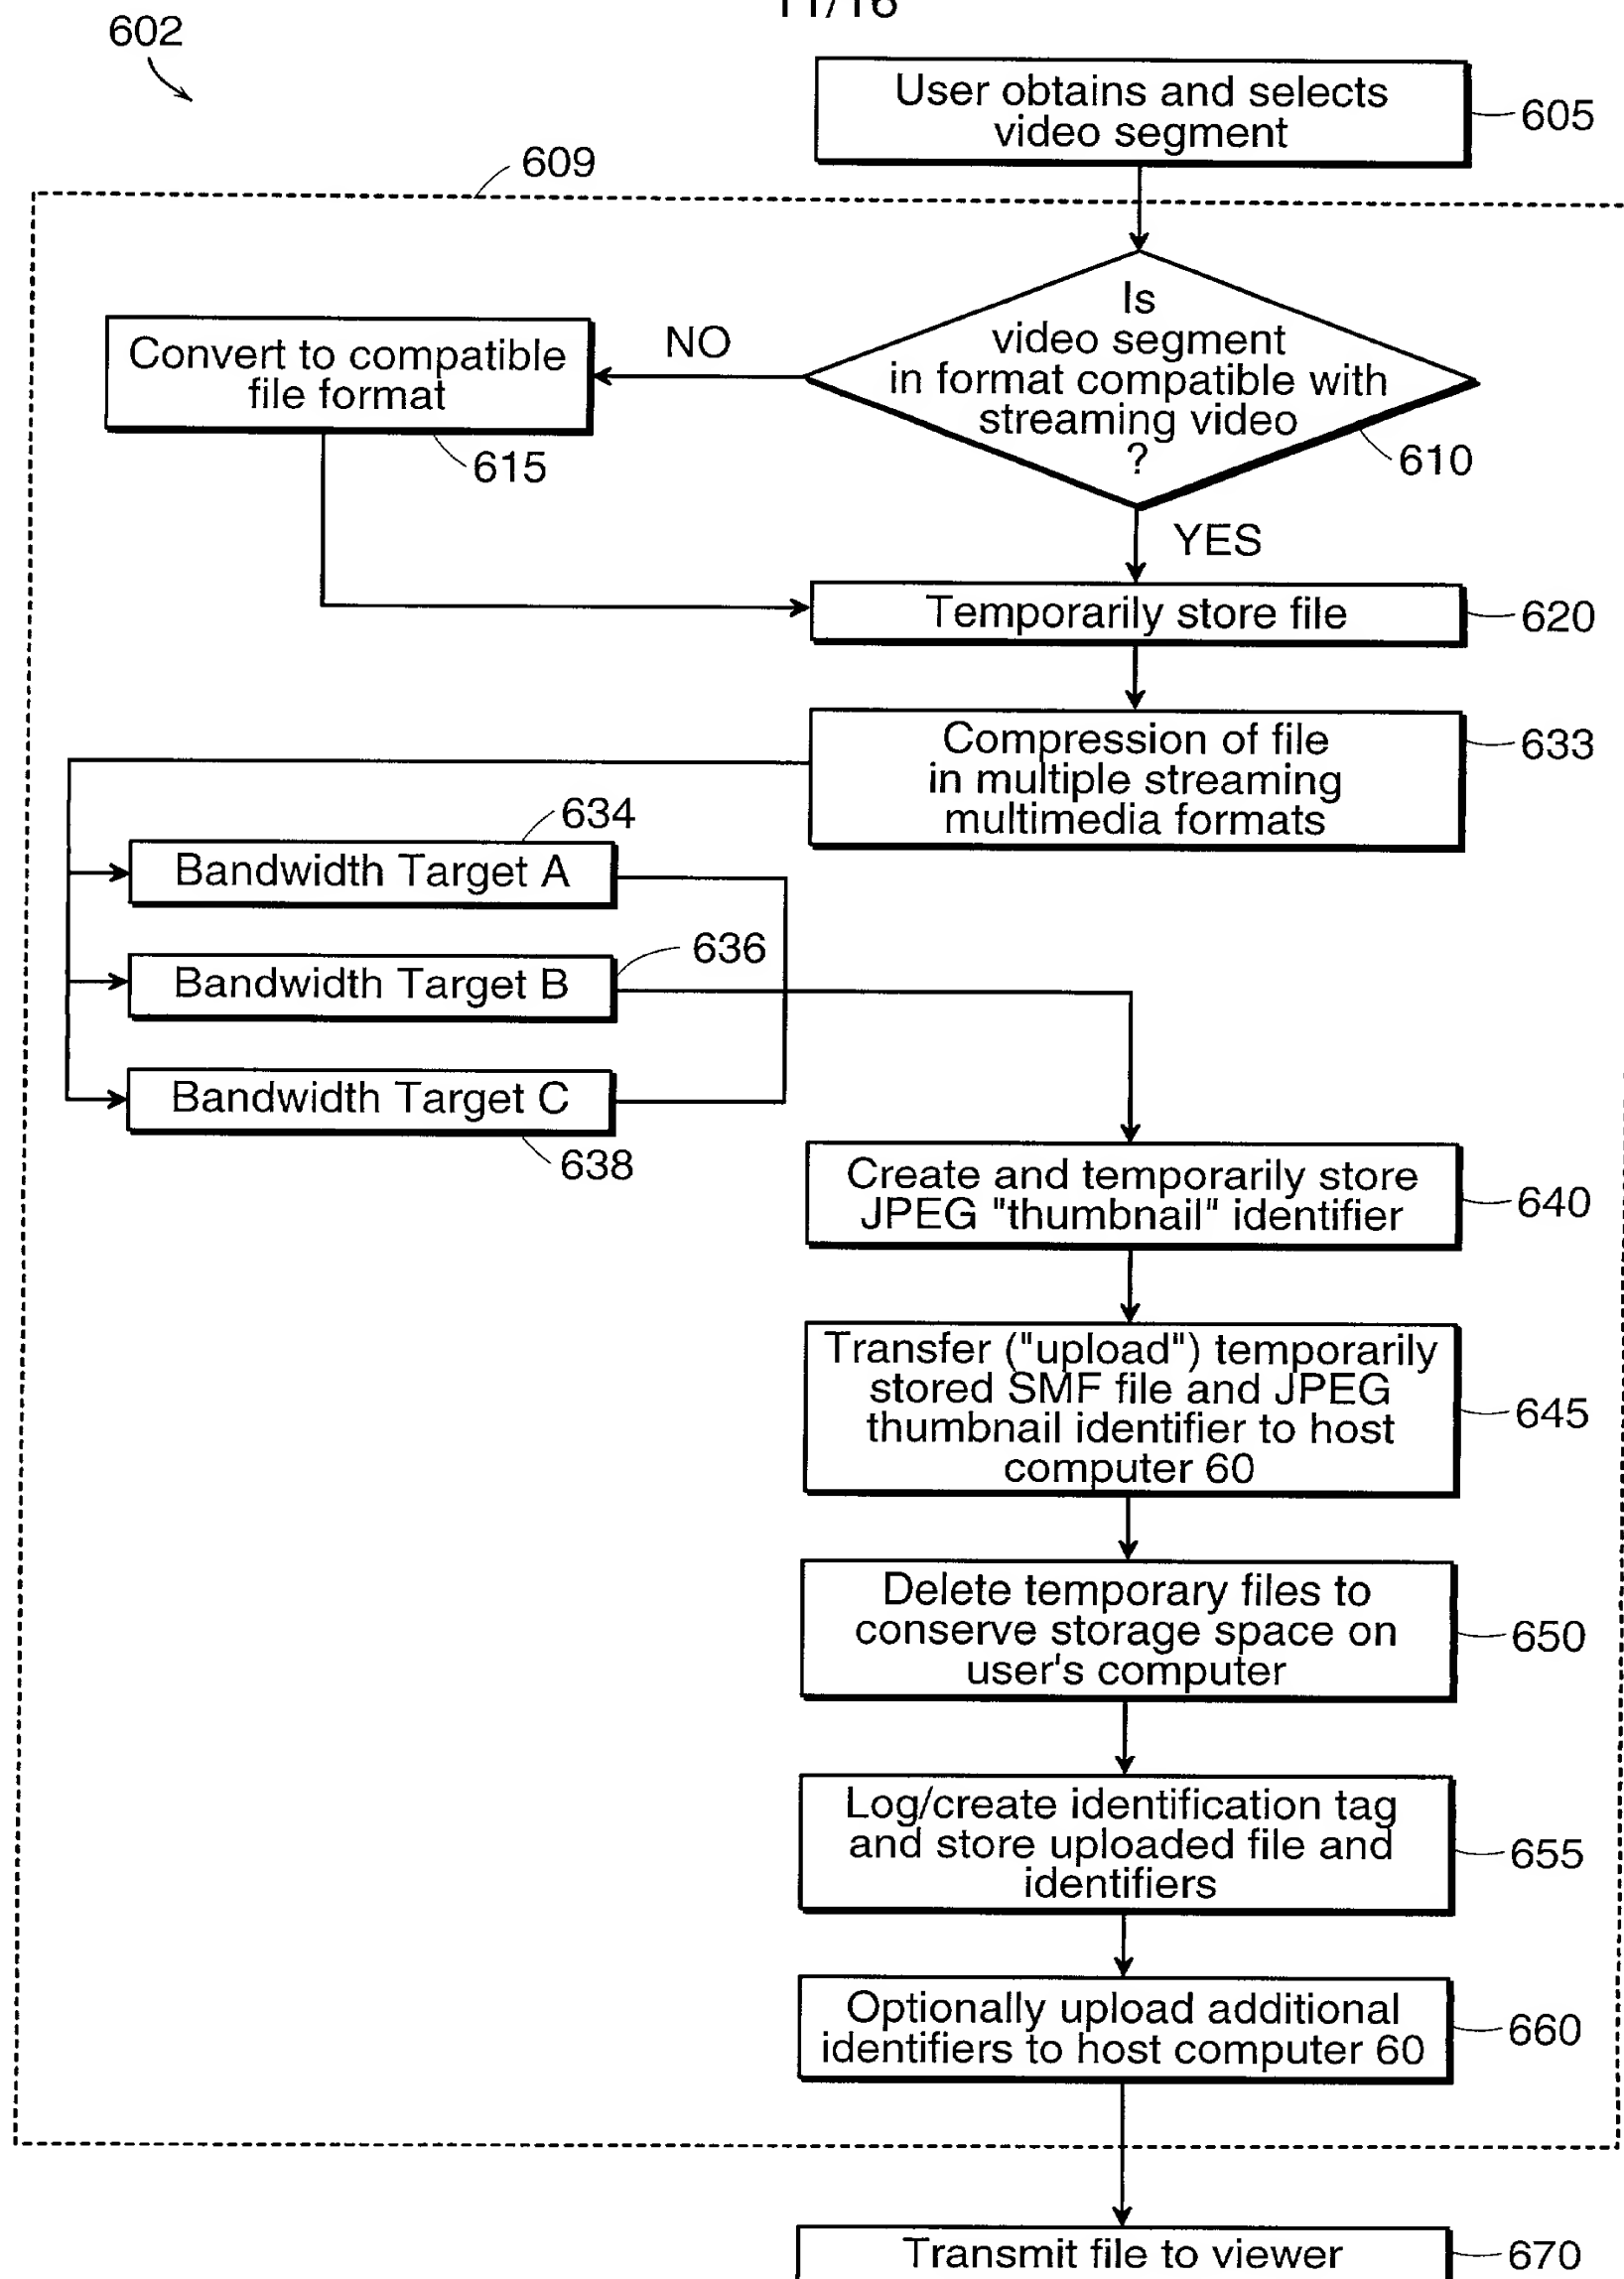 11/16
602
User obtains and selects
video segment
605
609
Is
video segment
in format compatible with
streaming video
?
610
NO
Convert to compatible
file format
615
YES
Temporarily store file
620
Compression of file
in multiple streaming
multimedia formats
633
634
Bandwidth Target A
636
Bandwidth Target B
Bandwidth Target C
638
Create and temporarily store
JPEG "thumbnail" identifier
640
Transfer ("upload") temporarily
stored SMF file and JPEG
thumbnail identifier to host
computer 60
645
Delete temporary files to
conserve storage space on
user's computer
650
Log/create identification tag
and store uploaded file and
identifiers
655
Optionally upload additional
identifiers to host computer 60
660
Transmit file to viewer
670